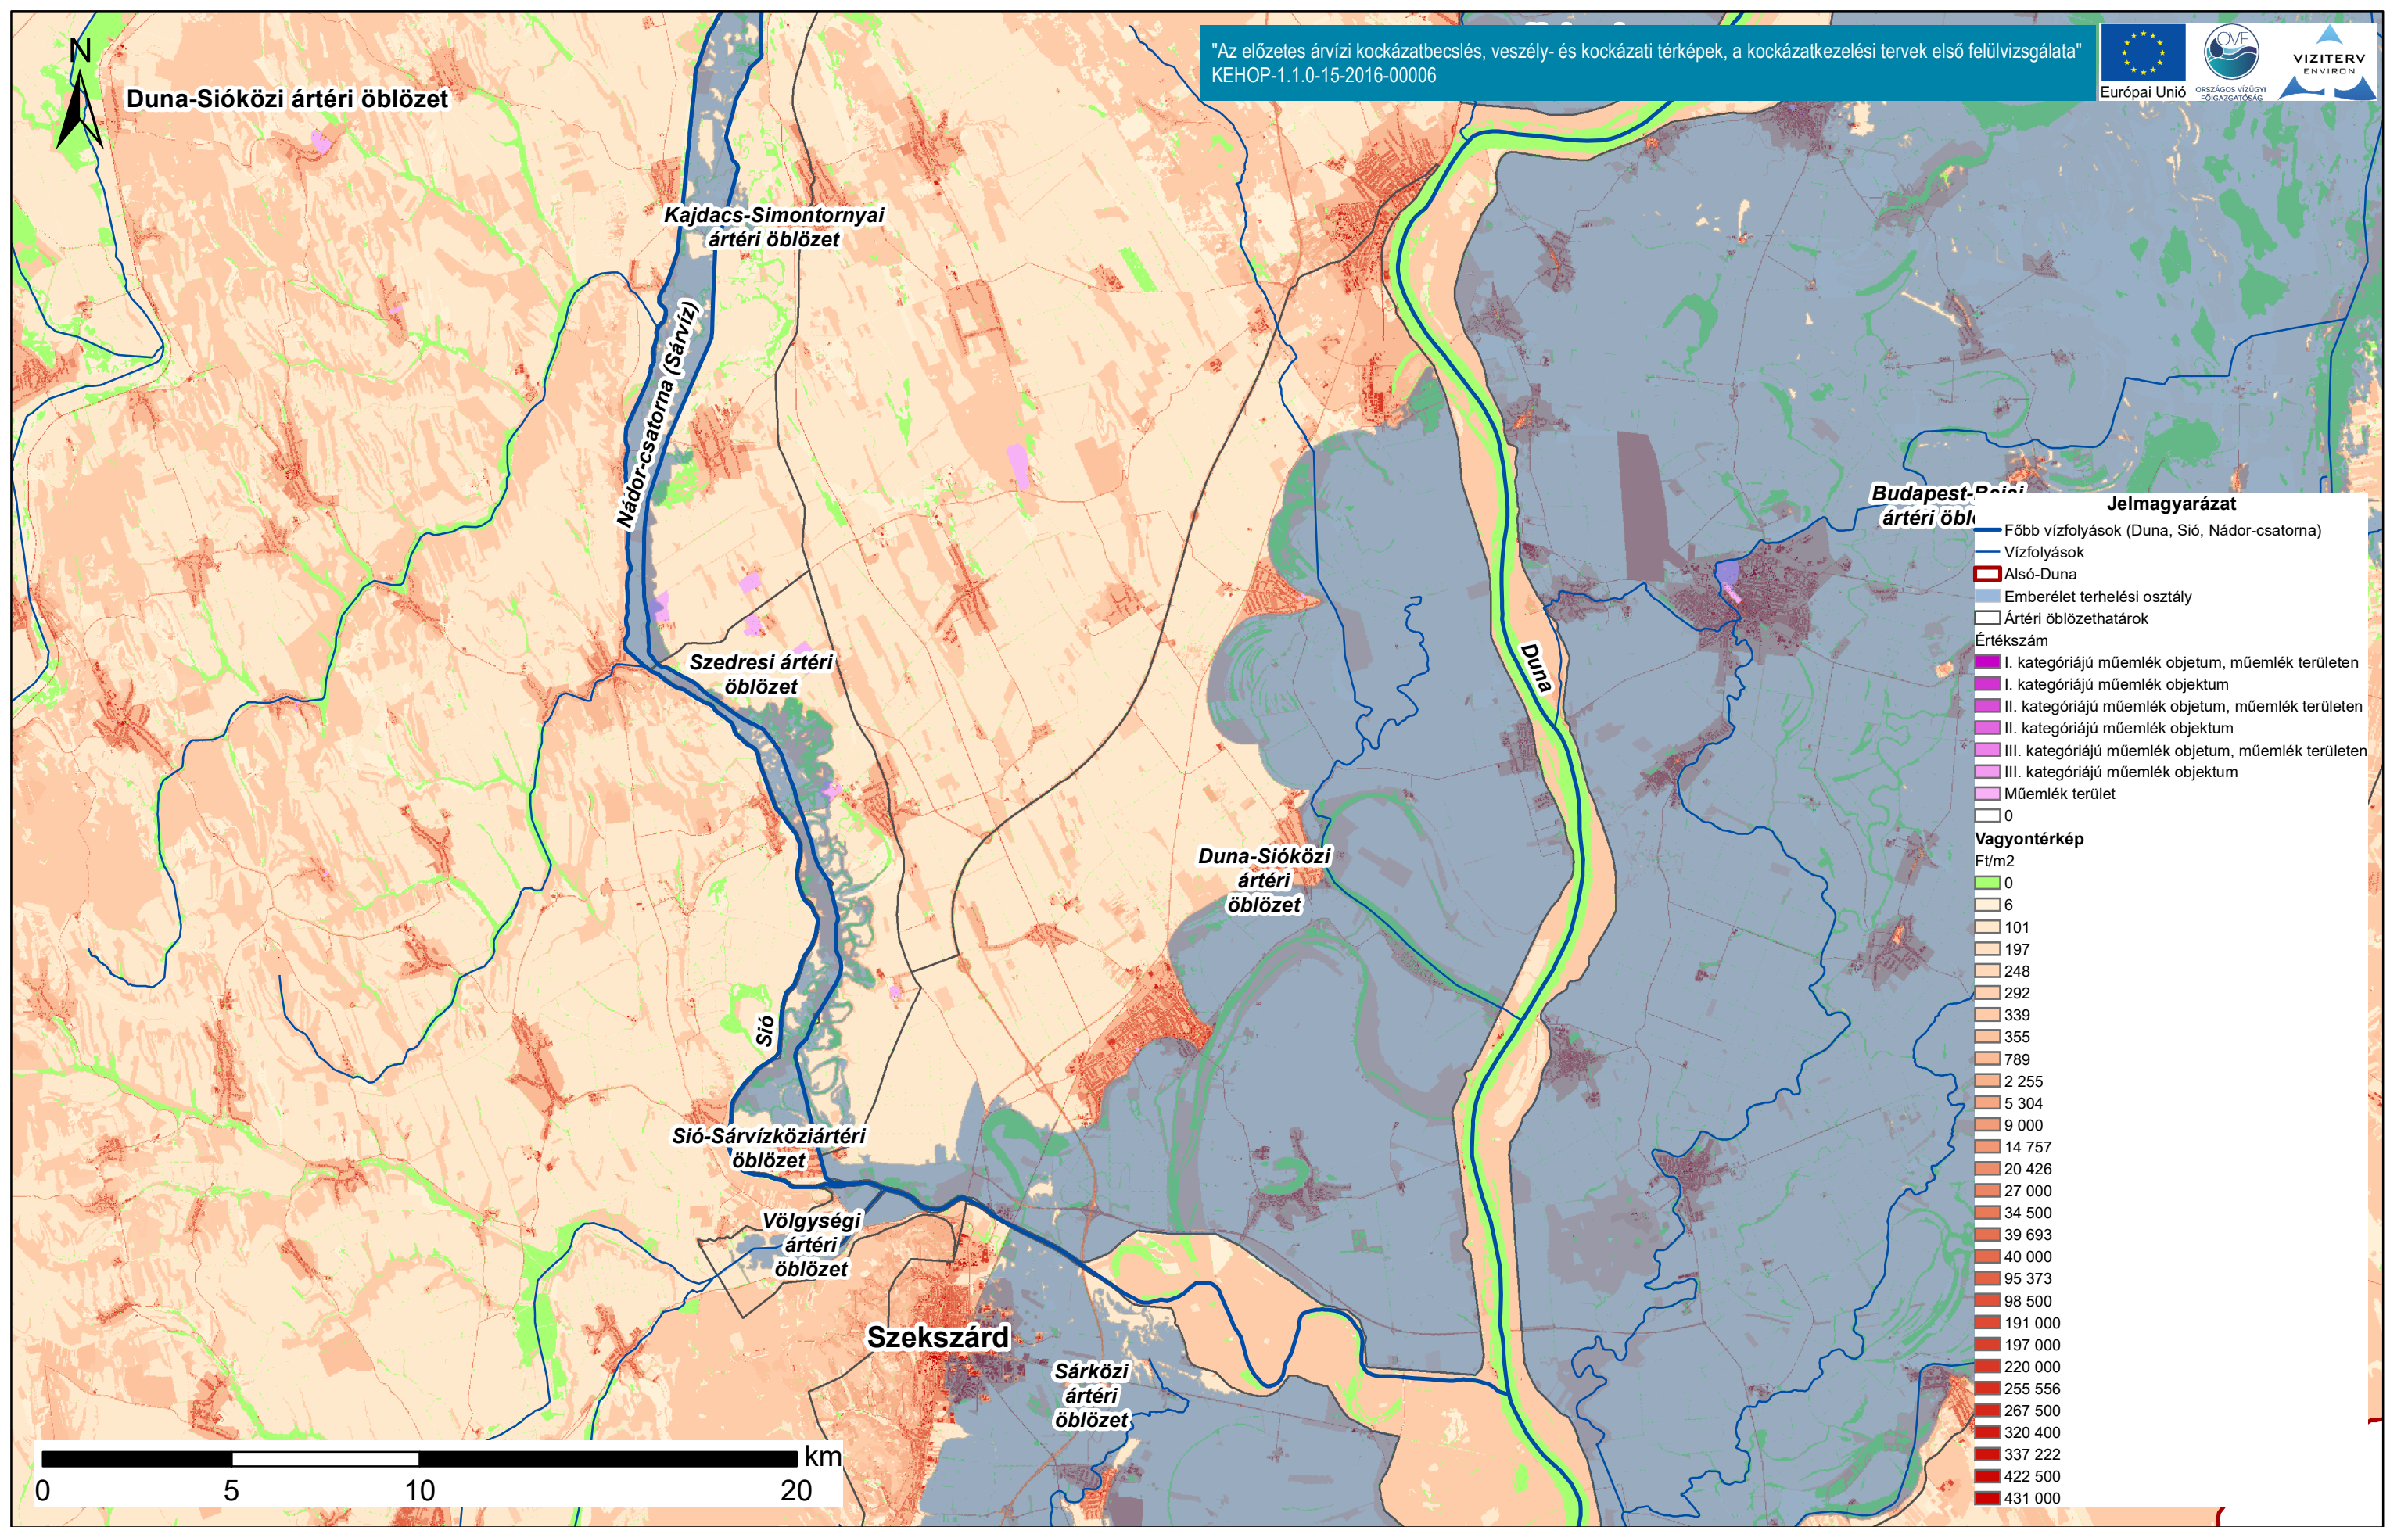 N
Duna-Sióközi ártéri öblözet
"Az előzetes árvízi kockázatbecslés, veszély- és kockázati térképek, a kockázatkezelési tervek első felülvizsgálata"
KEHOP-1.1.0-15-2016-00006
Európai Unió
OVF
ORSZÁGOS VÍZÜGYI
FŐIGAZGATÓSÁG
VIZITERV
ENVIRON
Kajdacs-Simontornyai
ártéri öblözet
Nádor-csatorna (Sárvíz)
Szedresi ártéri
öblözet
Duna
Duna-Sióközi
ártéri
öblözet
Sió
Sió-Sárvízköziártéri
öblözet
Völgységi
ártéri
öblözet
Szekszárd
Sárközi
ártéri
öblözet
Budapest-Bajai
ártéri öbl
Jelmagyarázat
Főbb vízfolyások (Duna, Sió, Nádor-csatorna)
Vízfolyások
Alsó-Duna
Emberélet terhelési osztály
Ártéri öblözethatárok
Értékszám
I. kategóriájú műemlék objetum, műemlék területen
I. kategóriájú műemlék objektum
II. kategóriájú műemlék objetum, műemlék területen
II. kategóriájú műemlék objektum
III. kategóriájú műemlék objetum, műemlék területen
III. kategóriájú műemlék objektum
Műemlék terület
0
Vagyontérkép
Ft/m2
0
6
101
197
248
292
339
355
789
2 255
5 304
9 000
14 757
20 426
27 000
34 500
39 693
40 000
95 373
98 500
191 000
197 000
220 000
255 556
267 500
320 400
337 222
422 500
431 000
km
0 5 10 20